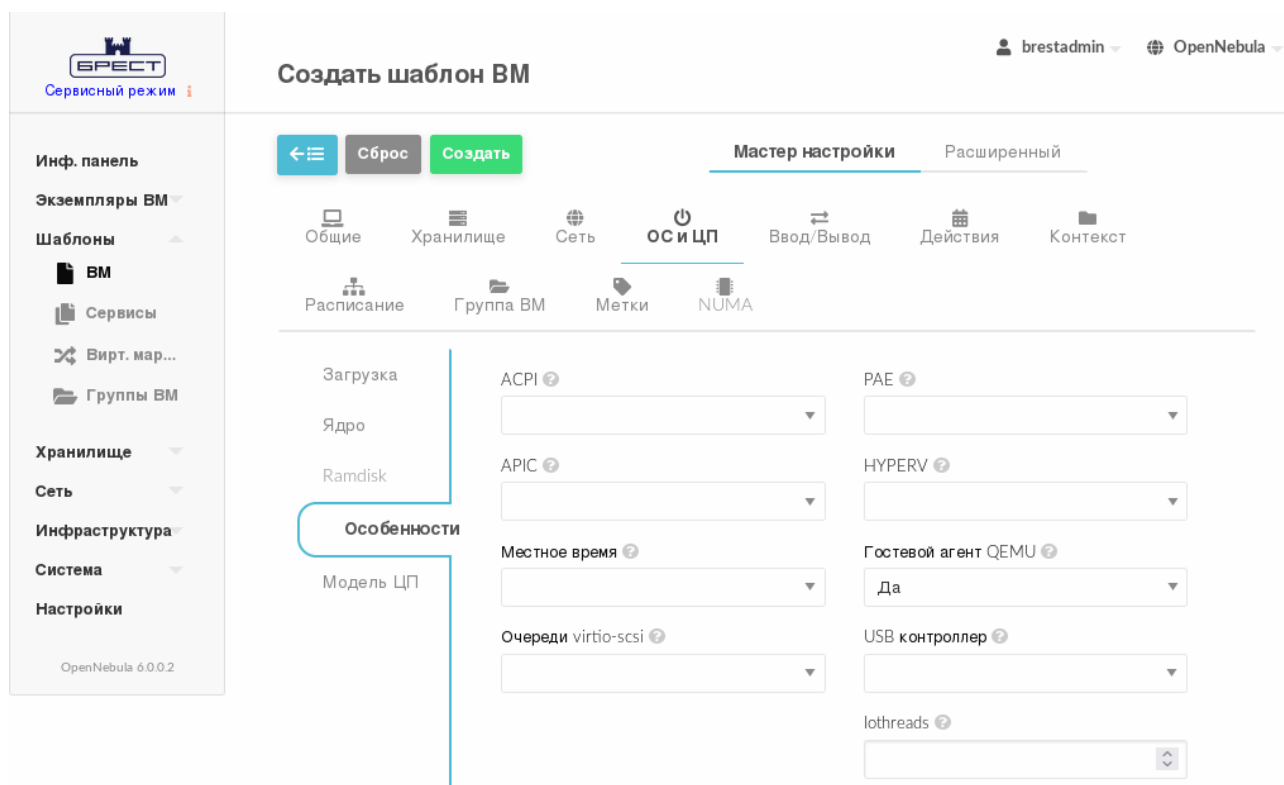 БРЕСТ
Сервисный режим i
brestadmin
OpenNebula
Создать шаблон ВМ
Сброс
Создать
Мастер настройки
Расширенный
Инф. панель
Экземпляры ВМ
Шаблоны
ВМ
Сервисы
Вирт. мар...
Группы ВМ
Хранилище
Сеть
Инфраструктура
Система
Настройки
OpenNebula 6.0.0.2
Общие
Хранилище
Сеть
ОС и ЦП
Ввод/Вывод
Действия
Контекст
Расписание
Группа ВМ
Метки
NUMA
Загрузка
Ядро
Ramdisk
Особенности
Модель ЦП
ACPI ?
PAE ?
APIC ?
HYPERV ?
Местное время ?
Гостевой агент QEMU ?
Да
Очереди virtio-scsi ?
USB контроллер ?
Iothreads ?